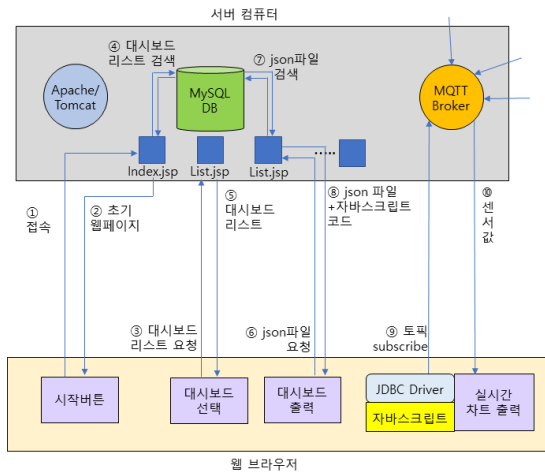 서버 컴퓨터
④ 대시보드
리스트 검색
⑦ json파일
검색
Apache/
Tomcat
MySQL
DB
MQTT
Broker
Index.jsp
List.jsp
List.jsp
.....
①
접속
② 초기
웹페이지
⑤
대시보드
리스트
⑧ json 파일
+자바스크립트
코드
⑩
센
서
값
③ 대시보드
리스트 요청
⑥ json파일
요청
⑨ 토픽
subscribe
시작버튼
대시보드
선택
대시보드
출력
JDBC Driver
자바스크립트
실시간
차트 출력
웹 브라우저